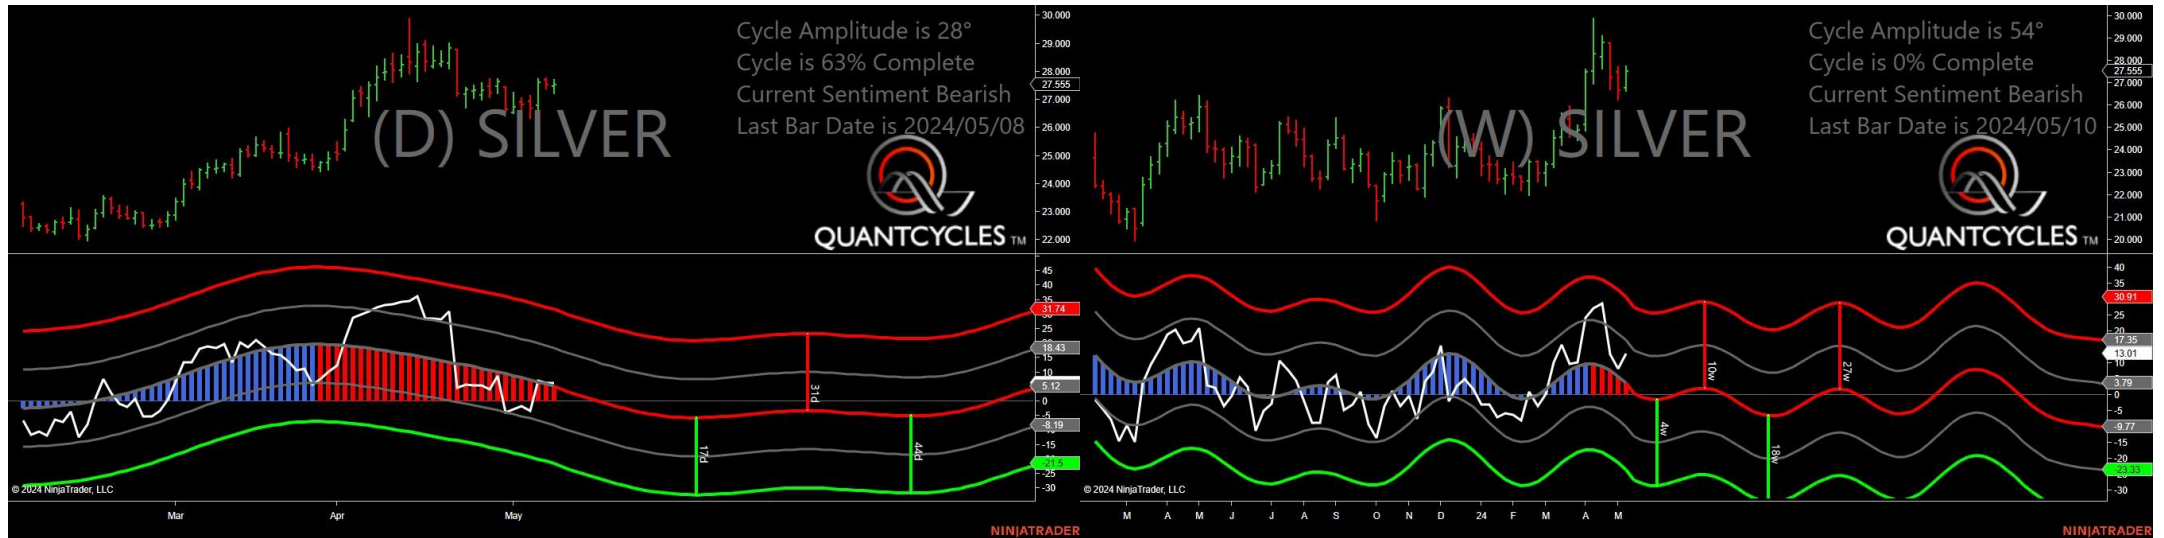 Cycle Amplitude is 28°
Cycle is 63% Complete
Current Sentiment Bearish
Last Bar Date is 2024/05/08
(D) SILVER
QUANTCYCLES TM
30.000
29.000
28.000
27.555
27.000
26.000
25.000
24.000
23.000
22.000
45
40
35
31.74
25
20
18.43
15
10
5.12
0
-5
-8.19
-15
-21.5
-25
-30
17d
31d
44d
© 2024 NinjaTrader, LLC
Mar Apr May
NINJATRADER
Cycle Amplitude is 54°
Cycle is 0% Complete
Current Sentiment Bearish
Last Bar Date is 2024/05/10
(W) SILVER
QUANTCYCLES TM
30.000
29.000
28.000
27.555
27.000
26.000
25.000
24.000
23.000
22.000
21.000
20.000
40
35
30.91
25
20
17.35
13.01
10
3.79
0
-5
-9.77
-15
-20
-23.33
-30
4w
10w
18w
27w
© 2024 NinjaTrader, LLC
M A M J J A S O N D 24 F M A M
NINJATRADER